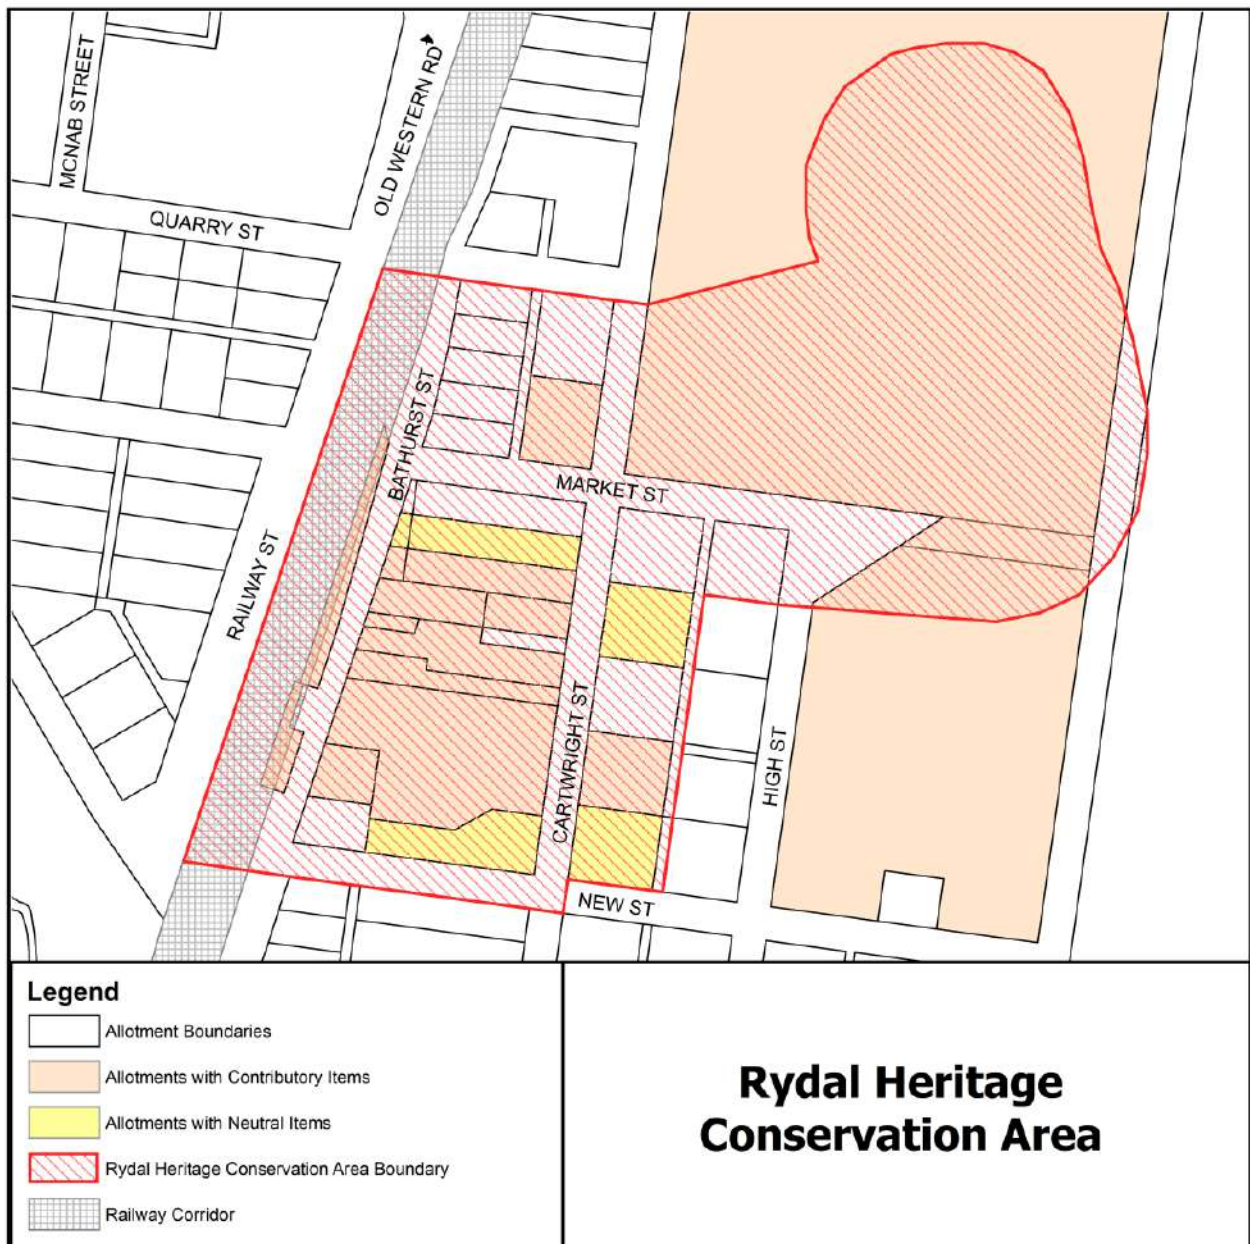 MCNAB STREET
OLD WESTERN RD
QUARRY ST
BATHURST ST
MARKET ST
RAILWAY ST
CARTWRIGHT ST
HIGH ST
NEW ST
Legend
Allotment Boundaries
Allotments with Contributory Items
Allotments with Neutral Items
Rydal Heritage Conservation Area Boundary
Railway Corridor
Rydal Heritage
Conservation Area